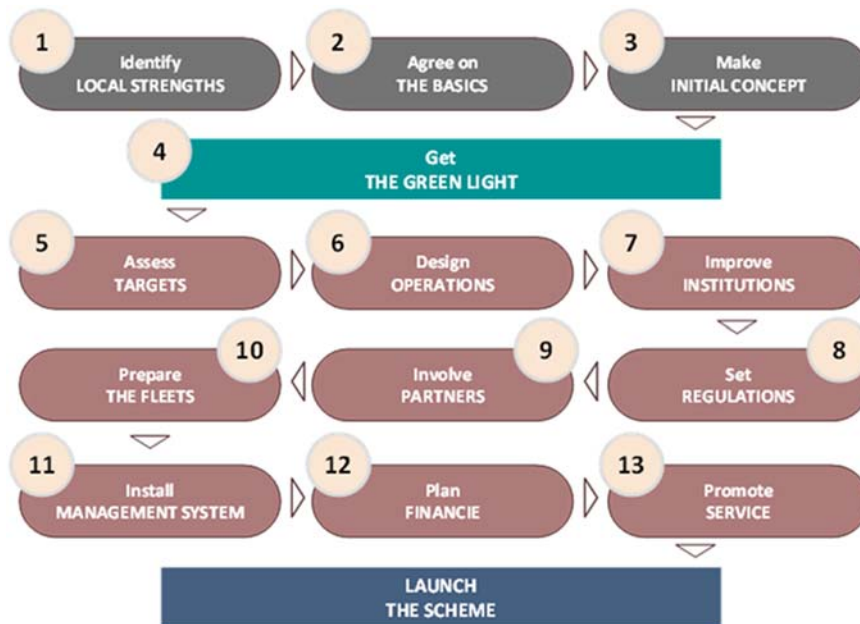 1
Identify
LOCAL STRENGTHS
2
Agree on
THE BASICS
3
Make
INITIAL CONCEPT
4
Get
THE GREEN LIGHT
5
Assess
TARGETS
6
Design
OPERATIONS
7
Improve
INSTITUTIONS
8
Set
REGULATIONS
9
Involve
PARTNERS
10
Prepare
THE FLEETS
11
Install
MANAGEMENT SYSTEM
12
Plan
FINANCIE
13
Promote
SERVICE
LAUNCH
THE SCHEME